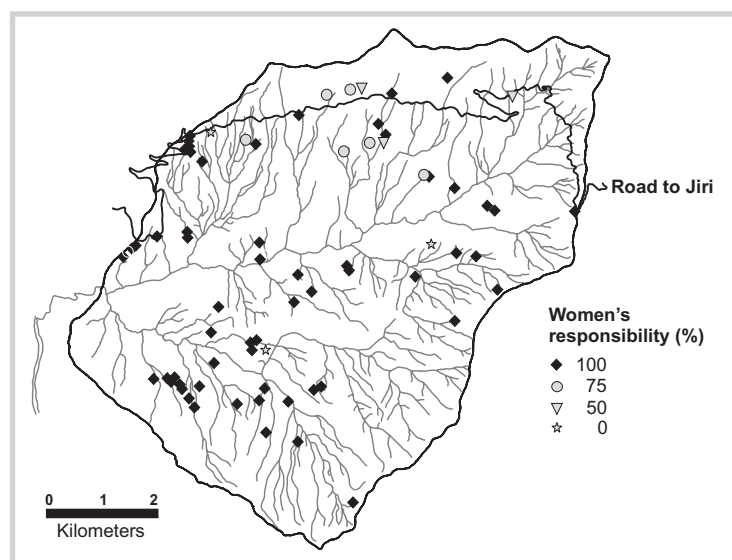 Road to Jiri
Women's
responsibility (%)
100
75
50
0
0 1 2
Kilometers